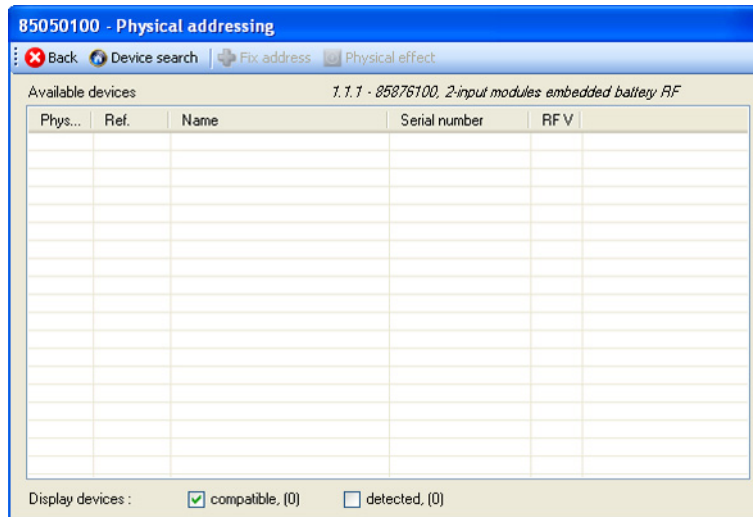 85050100 - Physical addressing
Back Device search Fix address Physical effect
Available devices 1.1.1 - 85876100, 2-input modules embedded battery RF
Phys... Ref. Name Serial number RF V
Display devices : compatible, (0) detected, (0)